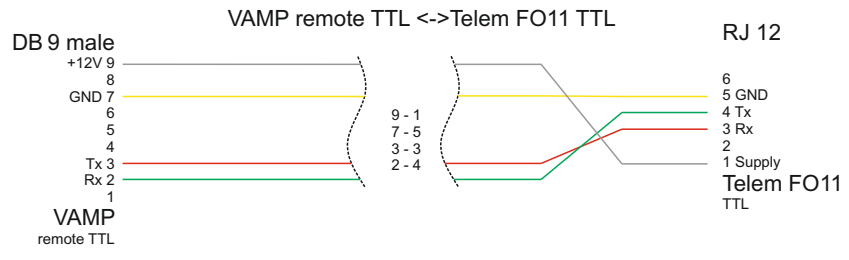 VAMP remote TTL <->Telem FO11 TTL
DB 9 male
+12V 9
8
GND 7
6
5
4
Tx 3
Rx 2
1
VAMP
remote TTL
9 - 1
7 - 5
3 - 3
2 - 4
RJ 12
6
5 GND
4 Tx
3 Rx
2
1 Supply
Telem FO11
TTL